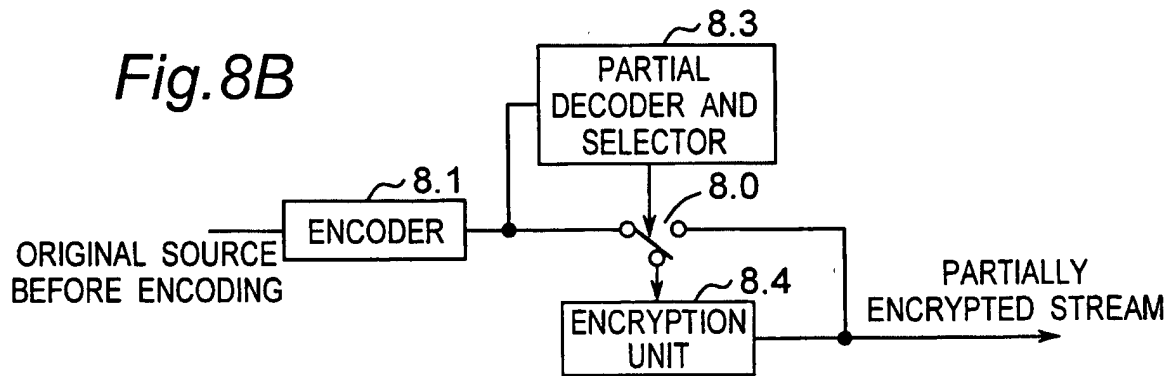 Fig.8B
8.3
PARTIAL
DECODER AND
SELECTOR
8.1
ENCODER
8.0
ORIGINAL SOURCE
BEFORE ENCODING
8.4
ENCRYPTION
UNIT
PARTIALLY
ENCRYPTED STREAM